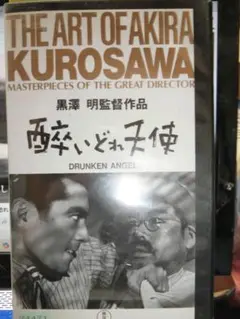 THE ART OF AKIRA
KUROSAWA
MASTERPIECES OF THE GREAT DIRECTOR
黒澤 明監督作品
醉いどれ天使
DRUNKEN ANGEL